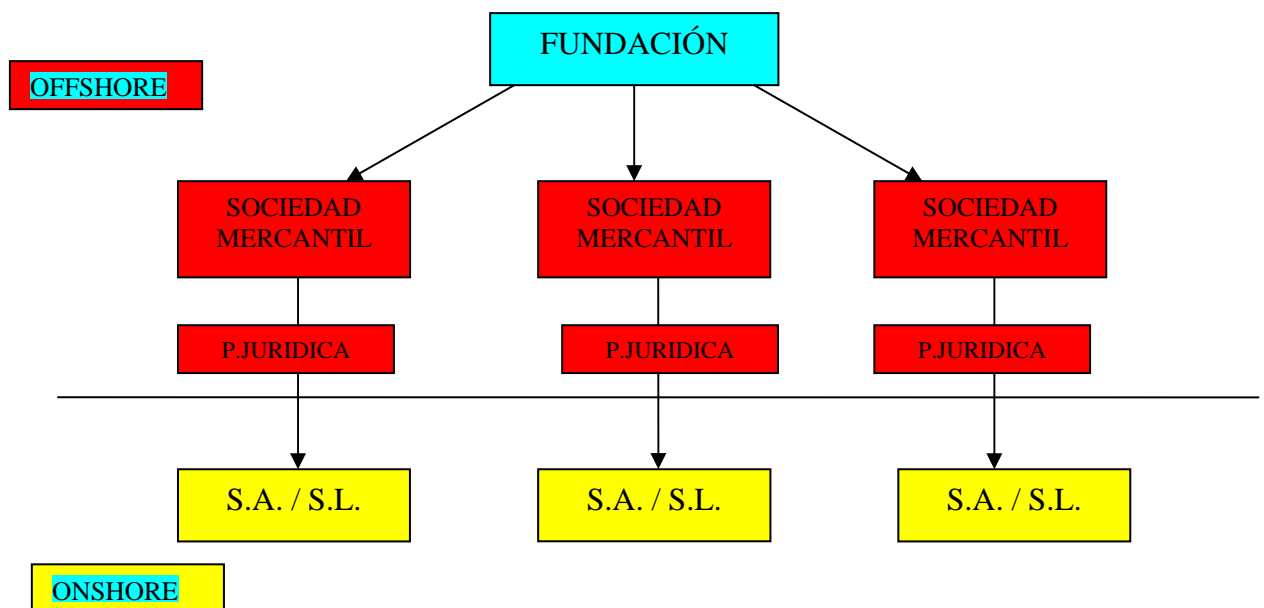 FUNDACIÓN
OFFSHORE
SOCIEDAD
MERCANTIL
SOCIEDAD
MERCANTIL
SOCIEDAD
MERCANTIL
P.JURIDICA
P.JURIDICA
P.JURIDICA
S.A. / S.L.
S.A. / S.L.
S.A. / S.L.
ONSHORE